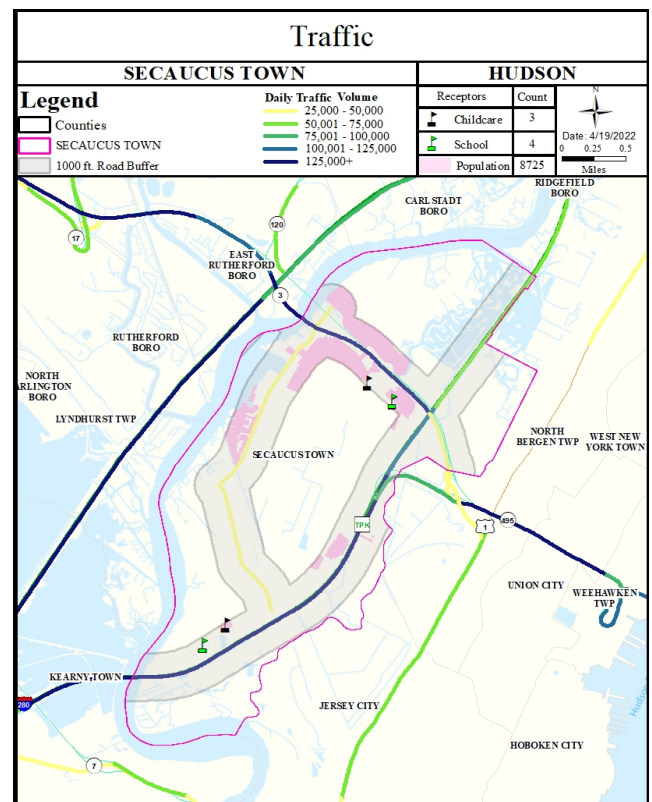 Traffic
SECAUCUS TOWN
HUDSON
Legend
Counties
SECAUCUS TOWN
1000 ft. Road Buffer
Daily Traffic Volume
25,000 - 50,000
50,001 - 75,000
75,001 - 100,000
100,001 - 125,000
125,000+
Receptors Count
Childcare 3
School 4
Population 8725
N
Date: 4/19/2022
0 0.25 0.5
Miles
RIDGEFIELD
BORO
CARLSTADT
BORO
120
17
EAST
RUTHERFORD
BORO
3
RUTHERFORD
BORO
NORTH
ARLINGTON
BORO
LYNDHURST TWP
SECAUCUS TOWN
NORTH
BERGEN TWP
WEST NEW
YORK TOWN
TPK
1
495
UNION CITY
WEEHAWKEN
TWP
KEARNY TOWN
280
JERSEY CITY
HOBOKEN CITY
7